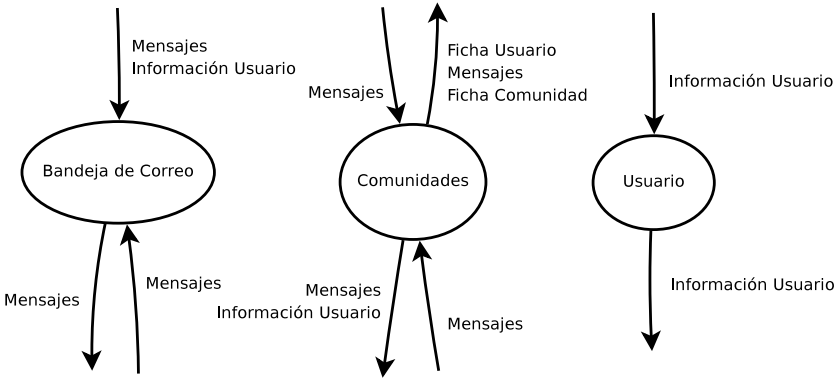 Mensajes
Información Usuario
Bandeja de Correo
Mensajes
Mensajes
Mensajes
Ficha Usuario
Mensajes
Ficha Comunidad
Comunidades
Mensajes
Información Usuario
Mensajes
Información Usuario
Usuario
Información Usuario